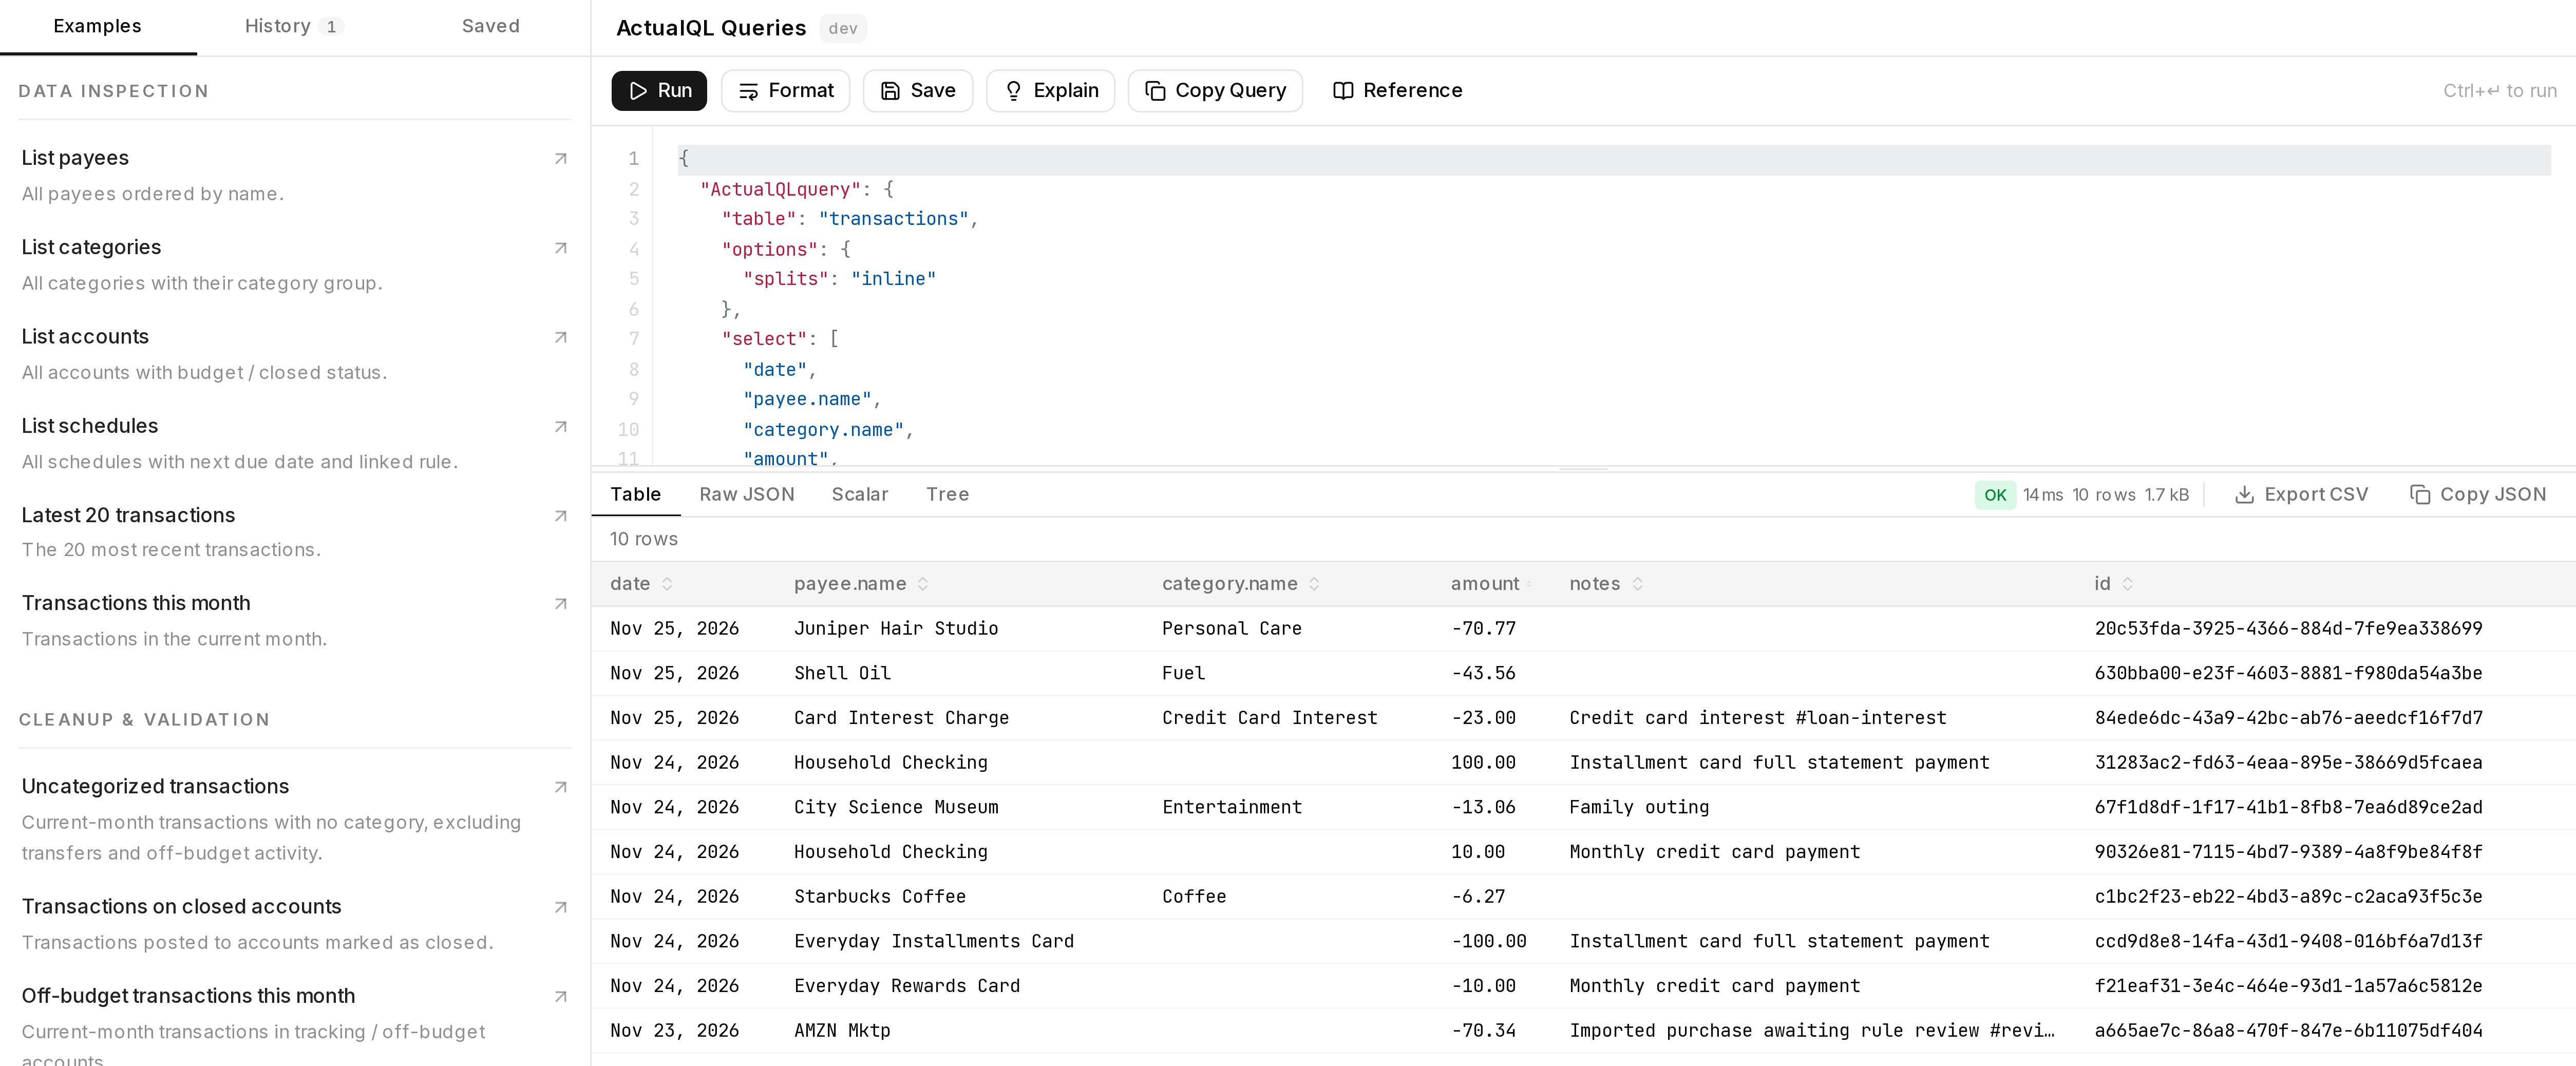 Examples
History 1
Saved
DATA INSPECTION
List payees
All payees ordered by name.
List categories
All categories with their category group.
List accounts
All accounts with budget / closed status.
List schedules
All schedules with next due date and linked rule.
Latest 20 transactions
The 20 most recent transactions.
Transactions this month
Transactions in the current month.
CLEANUP & VALIDATION
Uncategorized transactions
Current-month transactions with no category, excluding
transfers and off-budget activity.
Transactions on closed accounts
Transactions posted to accounts marked as closed.
Off-budget transactions this month
Current-month transactions in tracking / off-budget
accounts.
ActualQL Queries dev
Run Format Save Explain Copy Query Reference Ctrl+↵ to run
1 {
2 "ActualQLquery": {
3 "table": "transactions",
4 "options": {
5 "splits": "inline"
6 },
7 "select": [
8 "date",
9 "payee.name",
10 "category.name",
11 "amount",
Table Raw JSON Scalar Tree OK 14 ms 10 rows 1.7 kB Export CSV Copy JSON
10 rows
date payee.name category.name amount notes id
Nov 25, 2026 Juniper Hair Studio Personal Care -70.77 20c53fda-3925-4366-884d-7fe9ea338699
Nov 25, 2026 Shell Oil Fuel -43.56 630bba00-e23f-4603-8881-f980da54a3be
Nov 25, 2026 Card Interest Charge Credit Card Interest -23.00 Credit card interest #loan-interest 84ede6dc-43a9-42bc-ab76-aeedcf16f7d7
Nov 24, 2026 Household Checking 100.00 Installment card full statement payment 31283ac2-fd63-4eaa-895e-38669d5fcaea
Nov 24, 2026 City Science Museum Entertainment -13.06 Family outing 67f1d8df-1f17-41b1-8fb8-7ea6d89ce2ad
Nov 24, 2026 Household Checking 10.00 Monthly credit card payment 90326e81-7115-4bd7-9389-4a8f9be84f8f
Nov 24, 2026 Starbucks Coffee Coffee -6.27 c1bc2f23-eb22-4bd3-a89c-c2aca93f5c3e
Nov 24, 2026 Everyday Installments Card -100.00 Installment card full statement payment ccd9d8e8-14fa-43d1-9408-016bf6a7d13f
Nov 24, 2026 Everyday Rewards Card -10.00 Monthly credit card payment f21eaf31-3e4c-464e-93d1-1a57a6c5812e
Nov 23, 2026 AMZN Mktp -70.34 Imported purchase awaiting rule review #revi… a665ae7c-86a8-470f-847e-6b11075df404